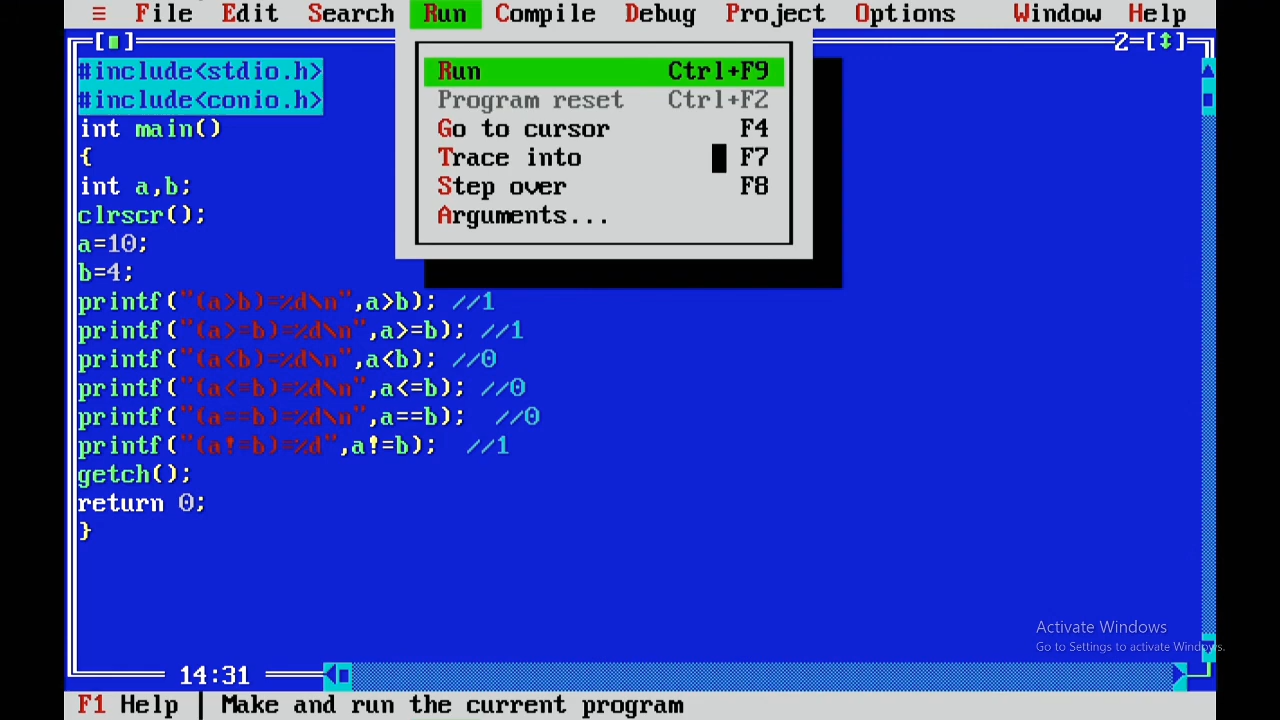 ≡ File Edit Search Run Compile Debug Project Options Window Help
2=[↕]
Run Ctrl+F9
Program reset Ctrl+F2
Go to cursor F4
Trace into F7
Step over F8
Arguments...
#include<stdio.h>
#include<conio.h>
int main()
{
int a,b;
clrscr();
a=10;
b=4;
printf("(a>b)=%d\n",a>b); //1
printf("(a>=b)=%d\n",a>=b); //1
printf("(a<b)=%d\n",a<b); //0
printf("(a<=b)=%d\n",a<=b); //0
printf("(a==b)=%d\n",a==b);  //0
printf("(a!=b)=%d",a!=b);  //1
getch();
return 0;
}
Activate Windows
Go to Settings to activate Windows.
14:31
F1 Help | Make and run the current program